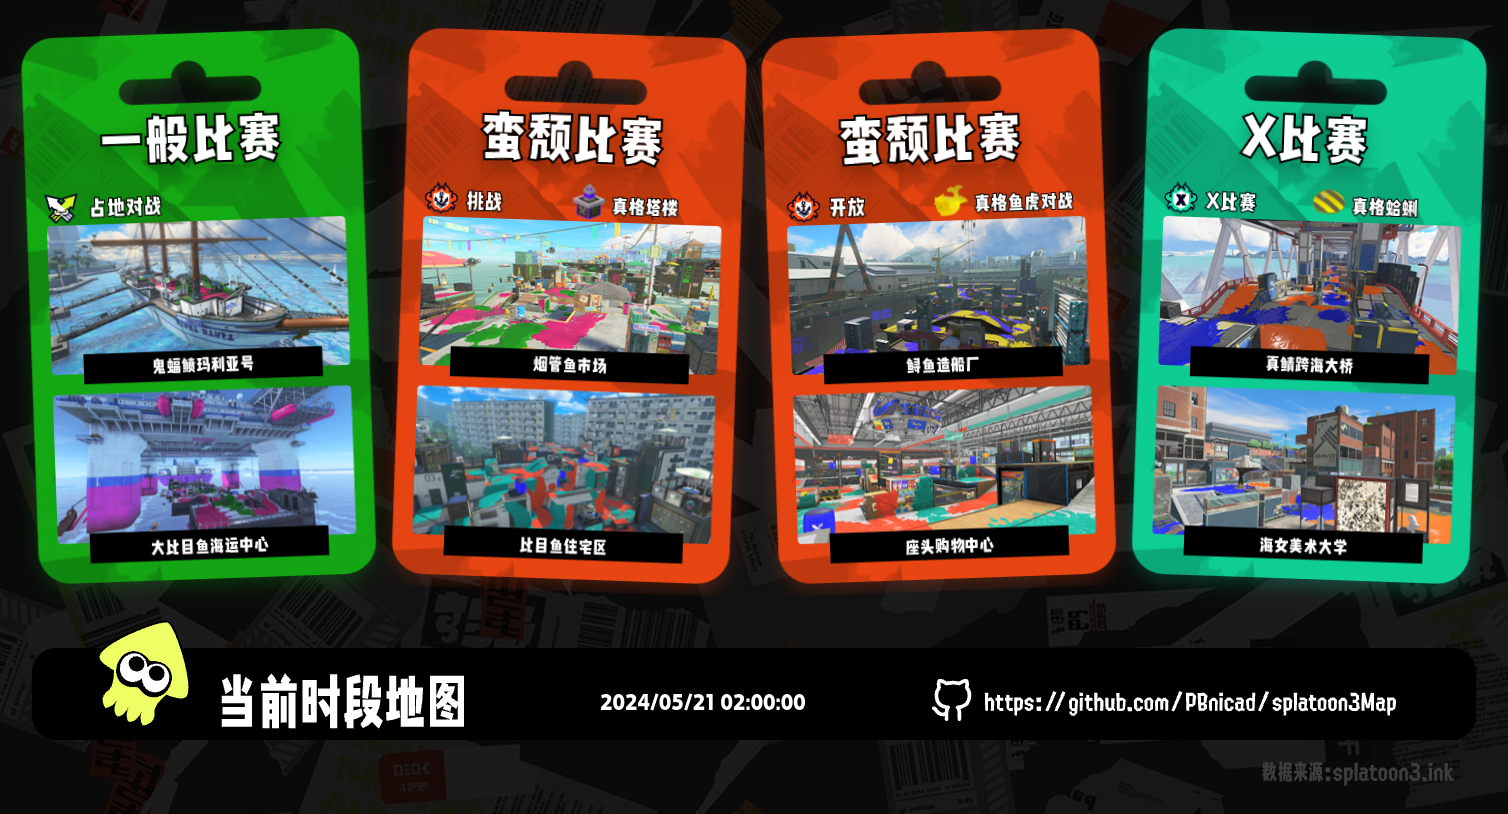 一般比赛
占地对战
鬼蝠鲼玛利亚号
大比目鱼海运中心
蛮颓比赛
挑战
真格塔楼
烟管鱼市场
比目鱼住宅区
蛮颓比赛
开放
真格鱼虎对战
鲟鱼造船厂
座头购物中心
X比赛
X比赛
真格蛤蜊
真鲭跨海大桥
海女美术大学
当前时段地图
2024/05/21 02:00:00
https://github.com/PBnicad/splatoon3Map
数据来源:splatoon3.ink